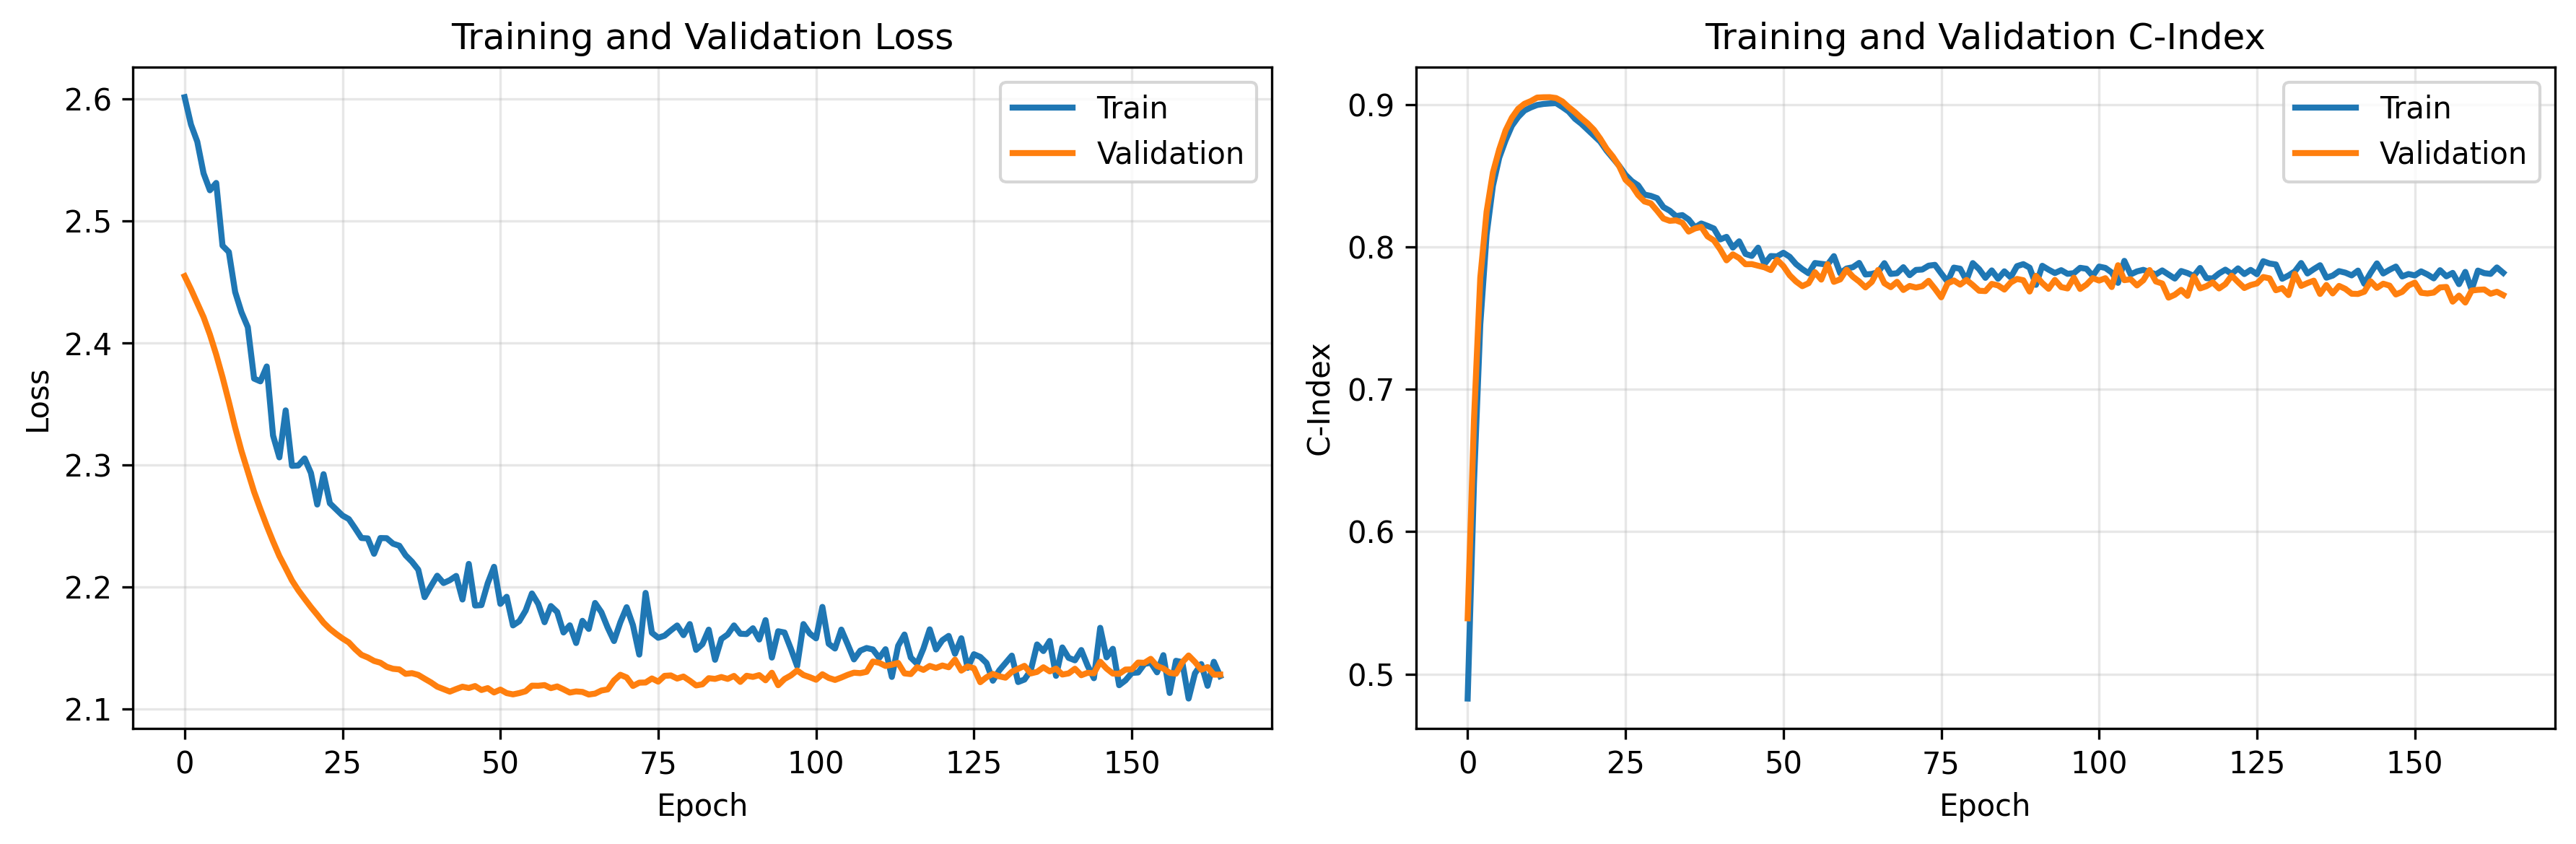 Training and Validation Loss
2.6
2.5
2.4
2.3
2.2
2.1
Loss
Train
Validation
0 25 50 75 100 125 150
Epoch
Training and Validation C-Index
0.9
0.8
0.7
0.6
0.5
C-Index
Train
Validation
0 25 50 75 100 125 150
Epoch